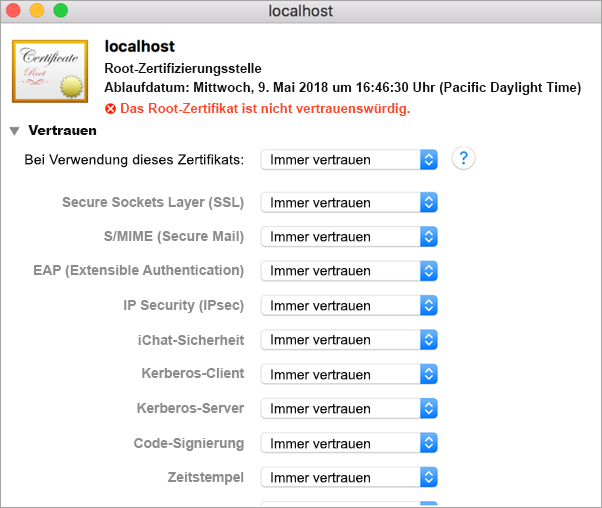 localhost
Certificate
Root
localhost
Root-Zertifizierungsstelle
Ablaufdatum: Mittwoch, 9. Mai 2018 um 16:46:30 Uhr (Pacific Daylight Time)
Das Root-Zertifikat ist nicht vertrauenswürdig.
Vertrauen
Bei Verwendung dieses Zertifikats: Immer vertrauen ?
Secure Sockets Layer (SSL) Immer vertrauen
S/MIME (Secure Mail) Immer vertrauen
EAP (Extensible Authentication) Immer vertrauen
IP Security (IPsec) Immer vertrauen
iChat-Sicherheit Immer vertrauen
Kerberos-Client Immer vertrauen
Kerberos-Server Immer vertrauen
Code-Signierung Immer vertrauen
Zeitstempel Immer vertrauen